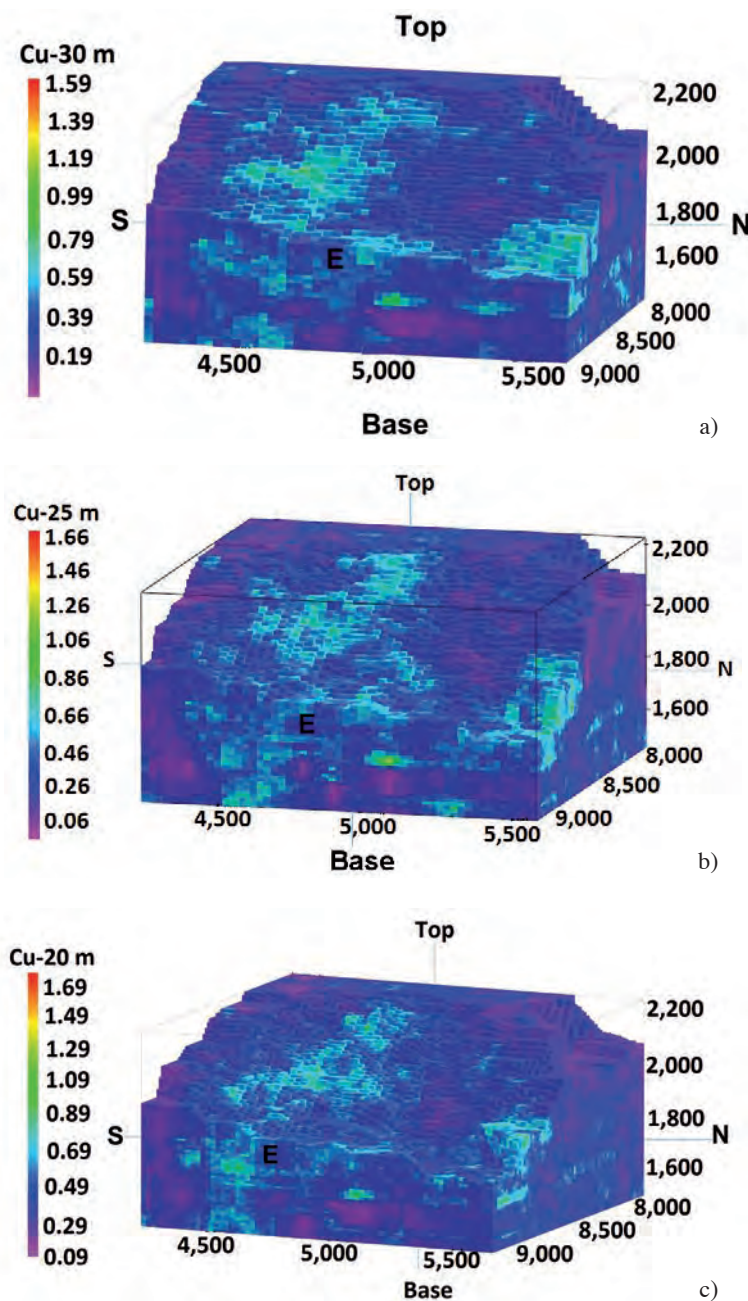 Top
Cu-30 m
1.59
1.39
1.19
0.99
0.79
0.59
0.39
0.19
2,200
2,000
1,800
1,600
S
N
E
8,000
8,500
9,000
4,500
5,000
5,500
Base
a)
Top
Cu-25 m
1.66
1.46
1.26
1.06
0.86
0.66
0.46
0.26
0.06
2,200
2,000
1,800
1,600
S
N
E
8,000
8,500
9,000
4,500
5,000
5,500
Base
b)
Top
Cu-20 m
1.69
1.49
1.29
1.09
0.89
0.69
0.49
0.29
0.09
2,200
2,000
1,800
1,600
S
N
E
8,000
8,500
9,000
4,500
5,000
5,500
Base
c)